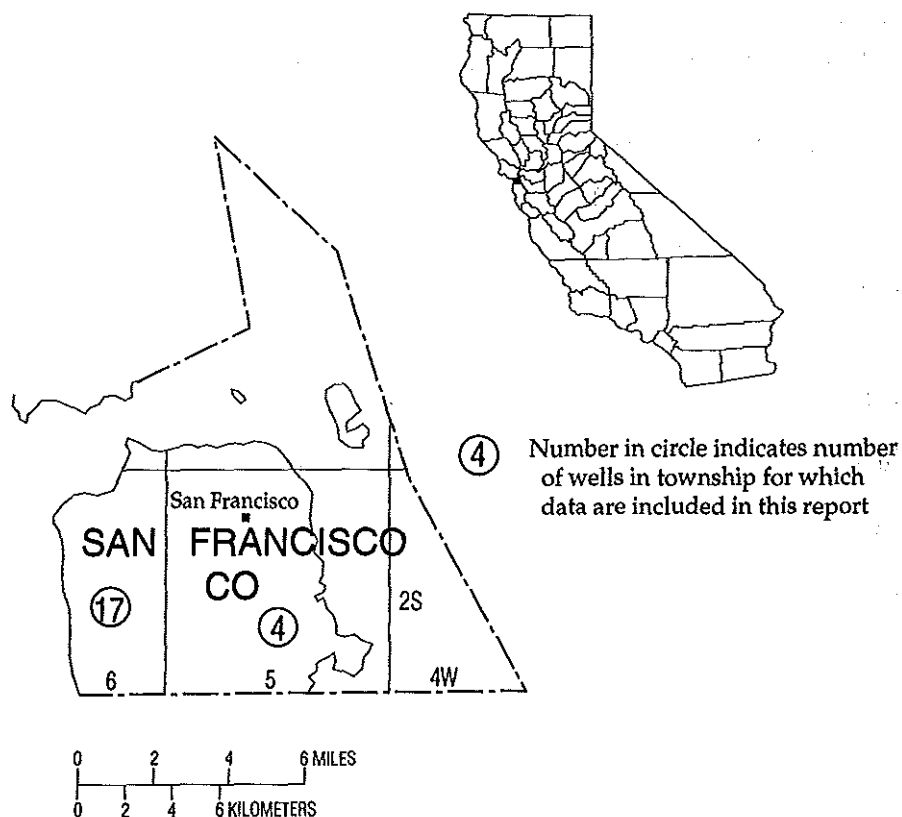 4 Number in circle indicates number
of wells in township for which
data are included in this report
San Francisco
SAN FRANCISCO
CO
17
4
2S
6 5 4W
0 2 4 6 MILES
0 2 4 6 KILOMETERS